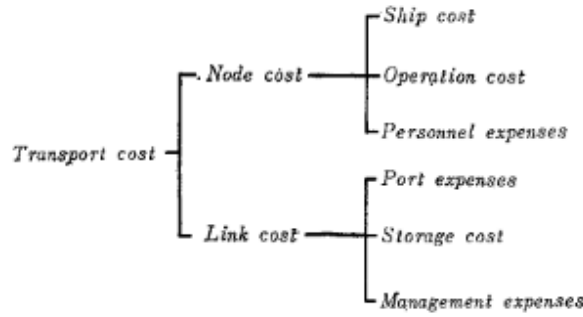 Ship cost
Node cost
Operation cost
Personnel expenses
Transport cost
Port expenses
Link cost
Storage cost
Management expenses